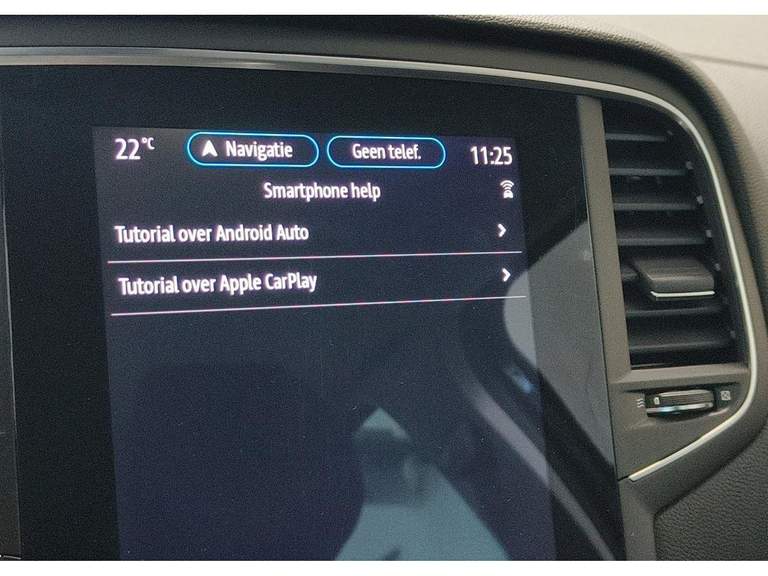 22°C Navigatie Geen telef. 11:25
Smartphone help
Tutorial over Android Auto
Tutorial over Apple CarPlay